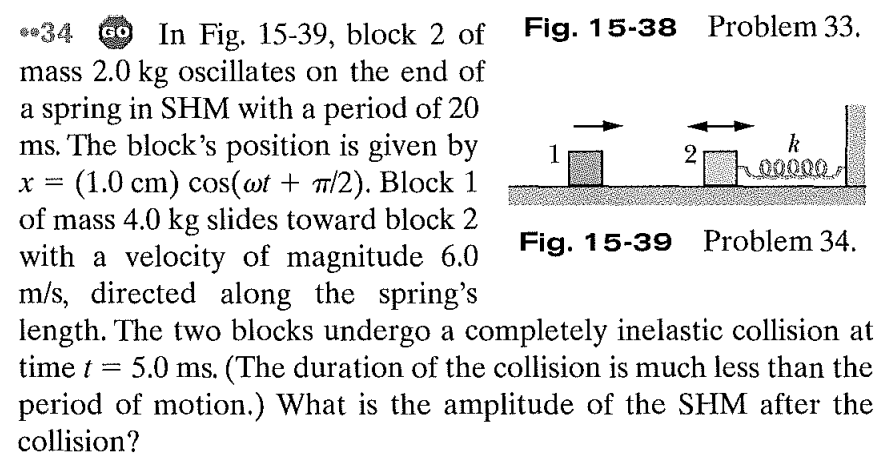 ••34 GO In Fig. 15-39, block 2 of
mass 2.0 kg oscillates on the end of
a spring in SHM with a period of 20
ms. The block's position is given by
x = (1.0 cm) cos(ωt + π/2). Block 1
of mass 4.0 kg slides toward block 2
with a velocity of magnitude 6.0
m/s, directed along the spring's
length. The two blocks undergo a completely inelastic collision at
time t = 5.0 ms. (The duration of the collision is much less than the
period of motion.) What is the amplitude of the SHM after the
collision?
Fig. 15-38 Problem 33.
1
2
k
Fig. 15-39 Problem 34.